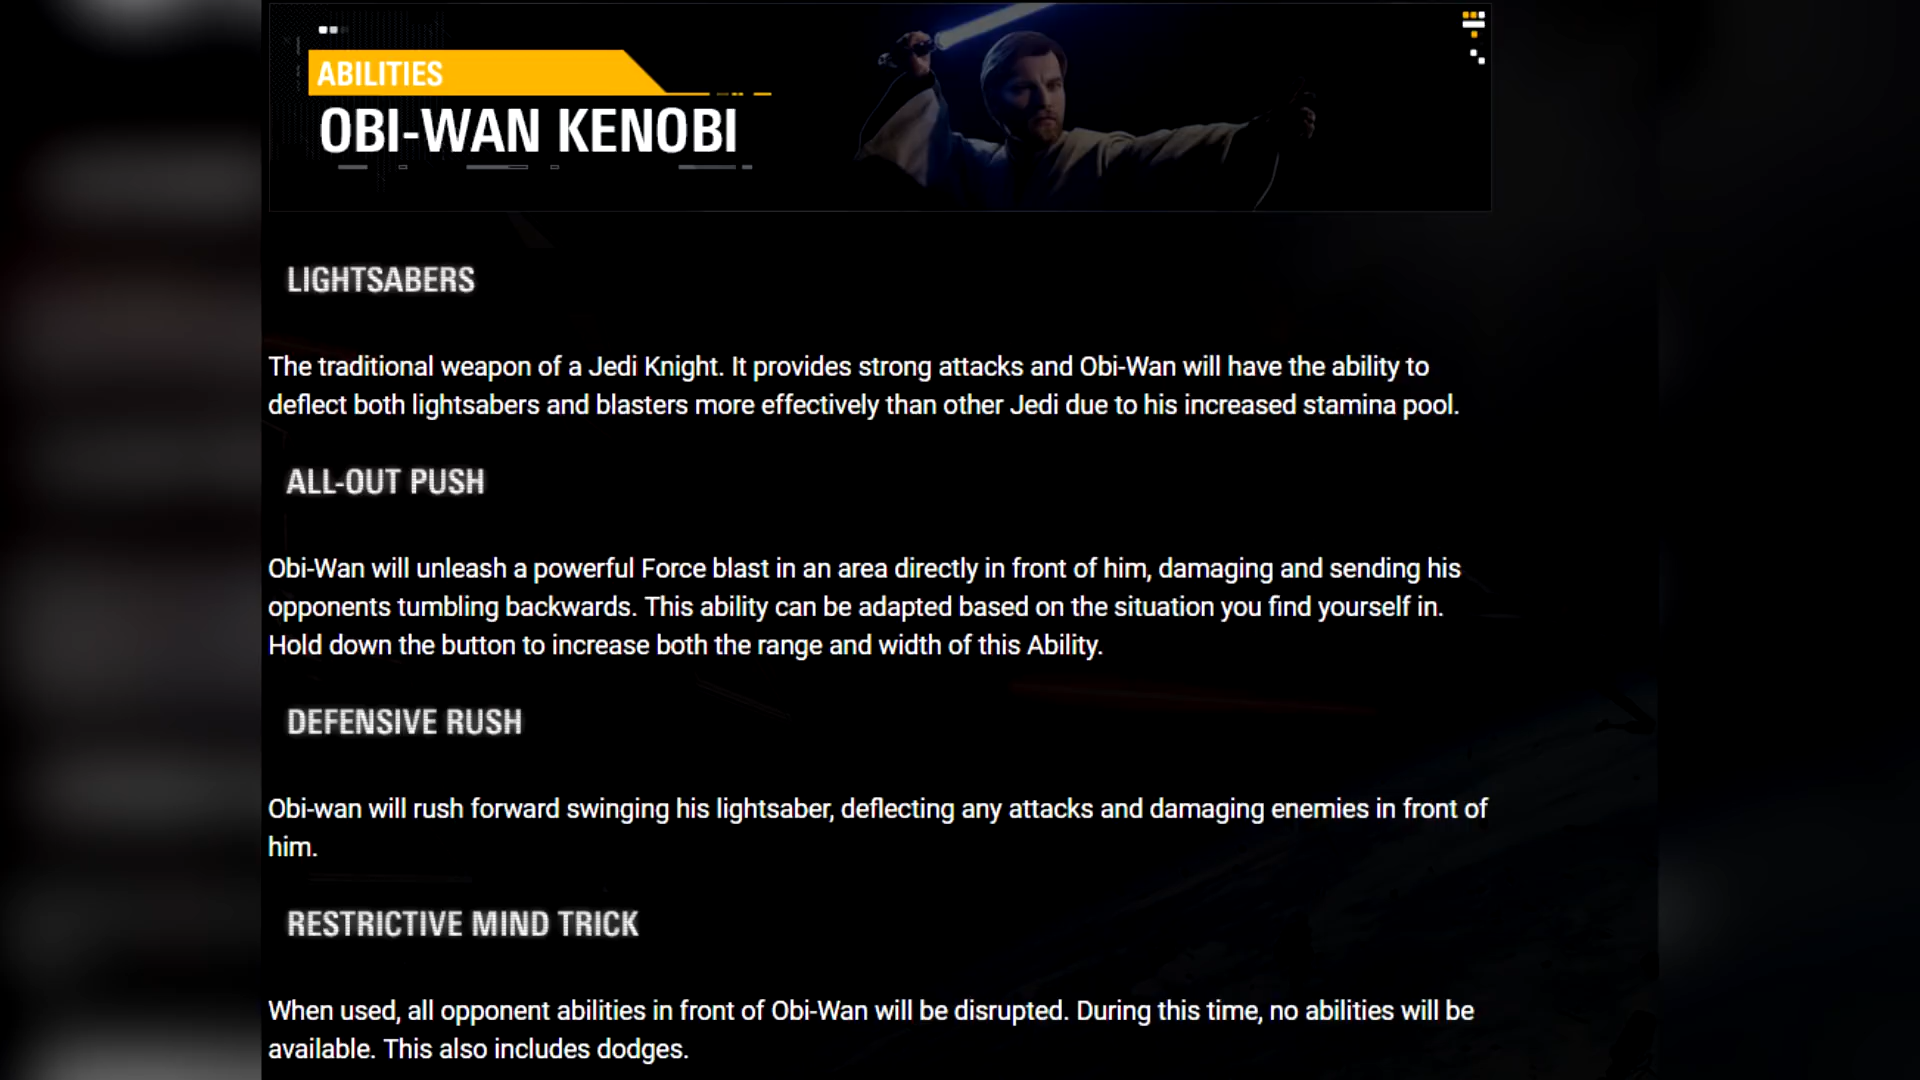 ABILITIES
OBI-WAN KENOBI
LIGHTSABERS
The traditional weapon of a Jedi Knight. It provides strong attacks and Obi-Wan will have the ability to
deflect both lightsabers and blasters more effectively than other Jedi due to his increased stamina pool.
ALL-OUT PUSH
Obi-Wan will unleash a powerful Force blast in an area directly in front of him, damaging and sending his
opponents tumbling backwards. This ability can be adapted based on the situation you find yourself in.
Hold down the button to increase both the range and width of this Ability.
DEFENSIVE RUSH
Obi-wan will rush forward swinging his lightsaber, deflecting any attacks and damaging enemies in front of
him.
RESTRICTIVE MIND TRICK
When used, all opponent abilities in front of Obi-Wan will be disrupted. During this time, no abilities will be
available. This also includes dodges.